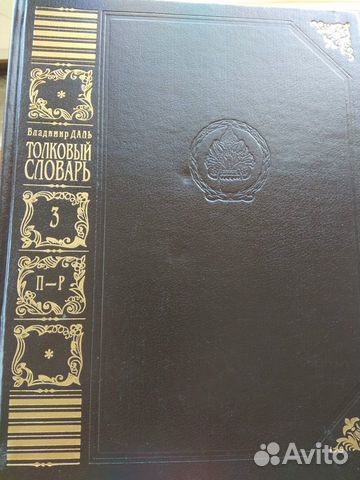 Владимир Даль
ТОЛКОВЫЙ
СЛОВАРЬ
3
П—Р
Avito